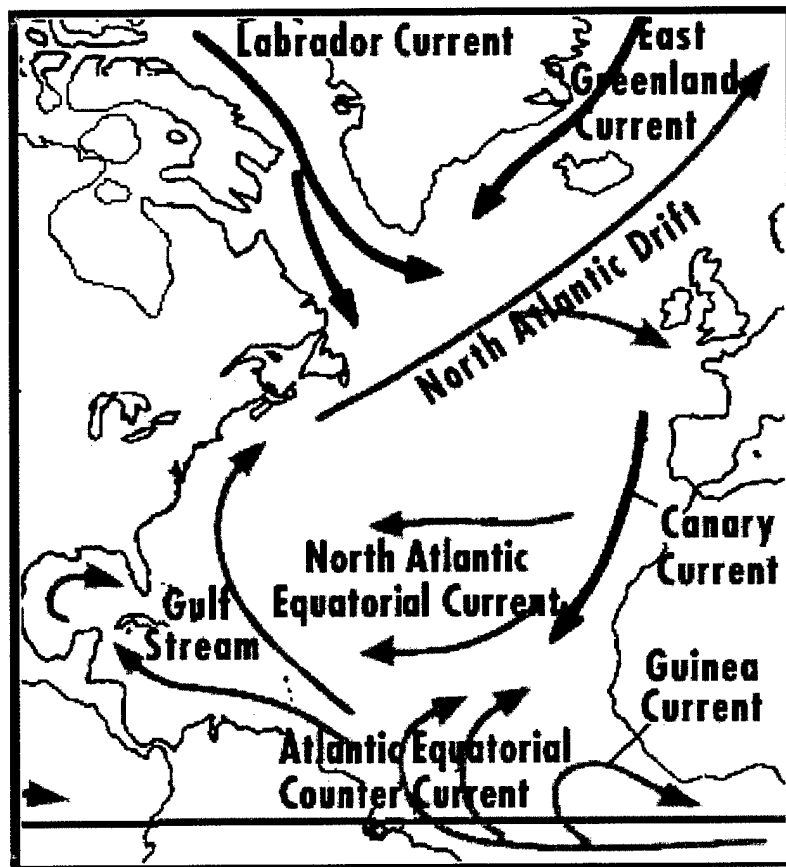 Labrador Current
East
Greenland
Current
North Atlantic Drift
Canary
Current
North Atlantic
Equatorial Current
Gulf
Stream
Guinea
Current
Atlantic Equatorial
Counter Current